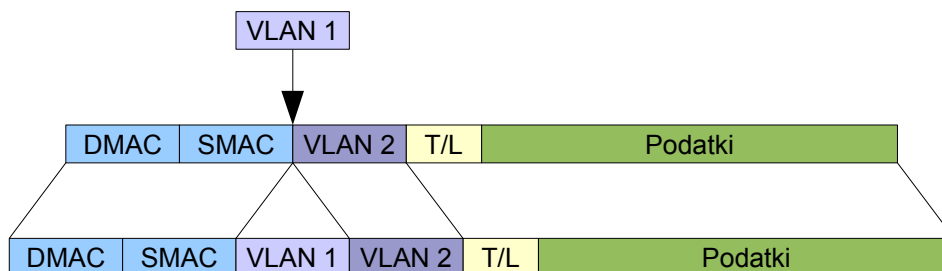 VLAN 1
DMAC SMAC VLAN 2 T/L Podatki
DMAC SMAC VLAN 1 VLAN 2 T/L Podatki